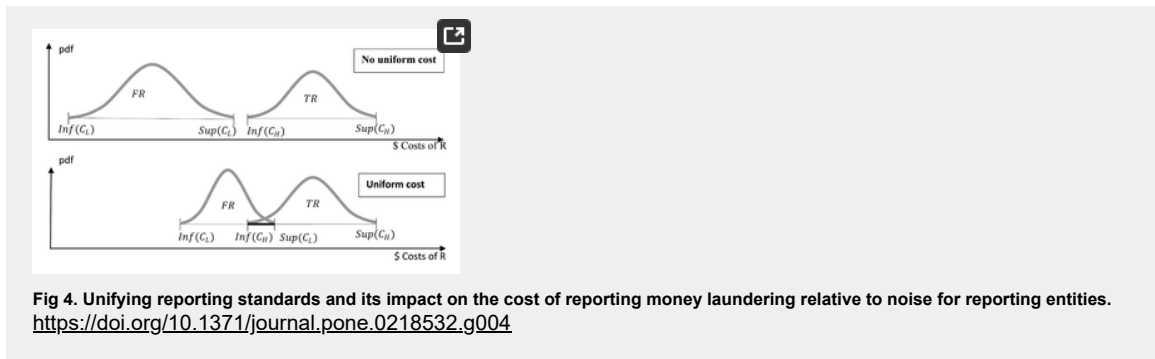 pdf
No uniform cost
FR
TR
Inf(C_L) Sup(C_L) Inf(C_H) Sup(C_H)
$ Costs of R
pdf
Uniform cost
FR
TR
Inf(C_L) Inf(C_H) Sup(C_L) Sup(C_H)
$ Costs of R
Fig 4. Unifying reporting standards and its impact on the cost of reporting money laundering relative to noise for reporting entities.
https://doi.org/10.1371/journal.pone.0218532.g004